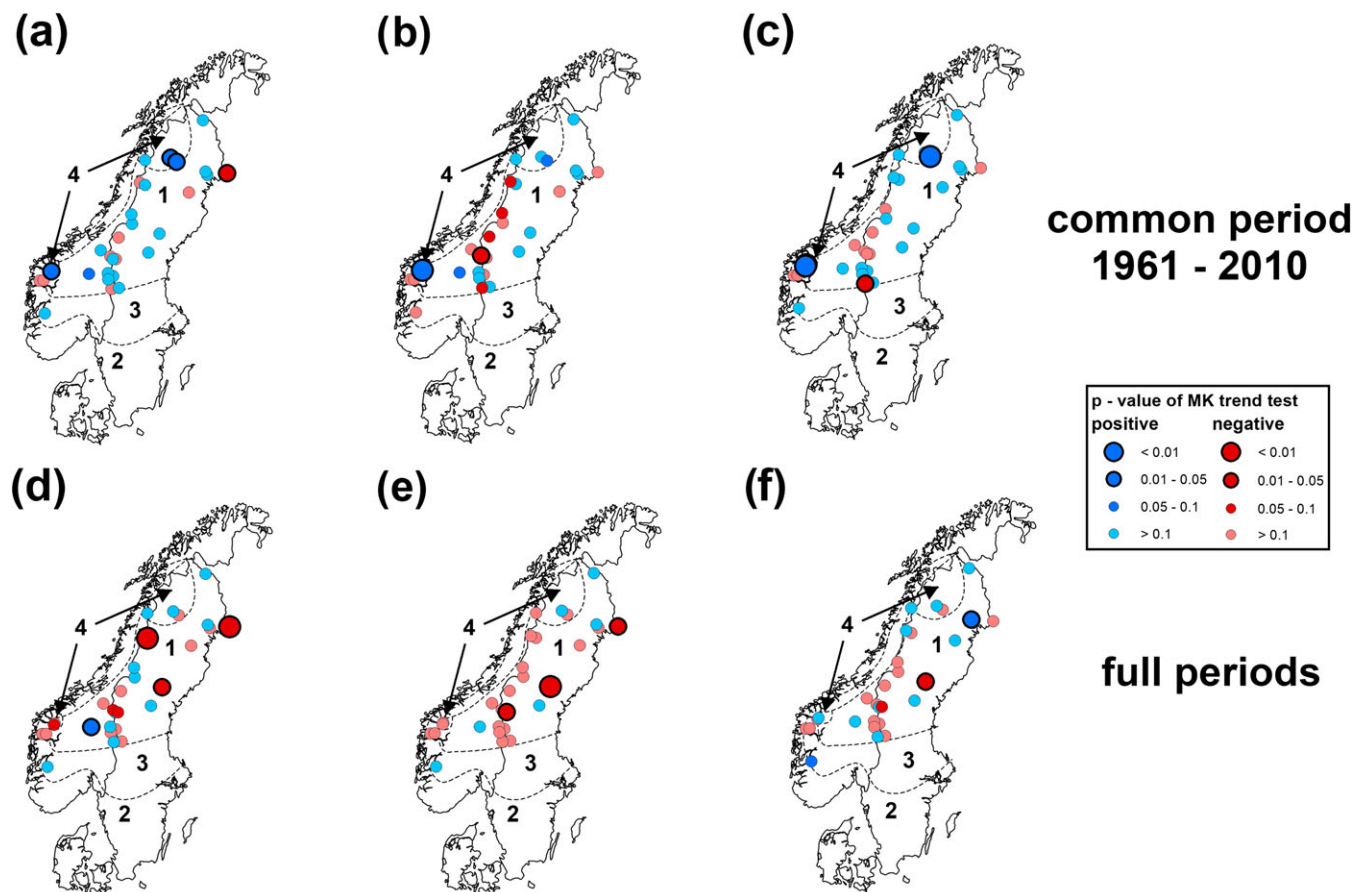 (a)
(b)
(c)
4
1
3
2
4
1
3
2
4
1
3
2
common period
1961 - 2010
p - value of MK trend test
positive negative
< 0.01 < 0.01
0.01 - 0.05 0.01 - 0.05
0.05 - 0.1 0.05 - 0.1
> 0.1 > 0.1
(d)
(e)
(f)
4
1
3
2
4
1
3
2
4
1
3
2
full periods